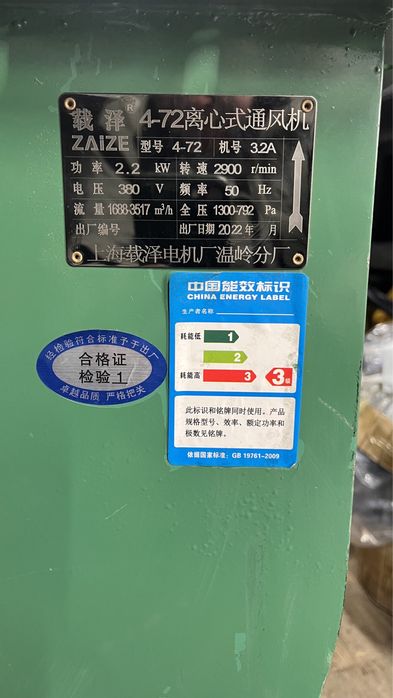 载泽® 4-72离心式通风机
ZAiZE 型号 4-72 机号 3.2A
功率 2.2 kW 转速 2900 r/min
电压 380 V 频率 50 Hz
流量 1688-3517 m³/h 全压 1300-792 Pa
出厂编号 出厂日期 2022年 月
上海载泽电机厂温岭分厂
中国能效标识
CHINA ENERGY LABEL
生产者名称
耗能低 1
2
耗能高 3 3级
此标识和铭牌同时使用。产品
规格型号、效率、额定功率和
极数见铭牌。
依据国家标准: GB 19761-2009
经检验符合标准予于出厂
合格证
检验 1
卓越品质 严格把关